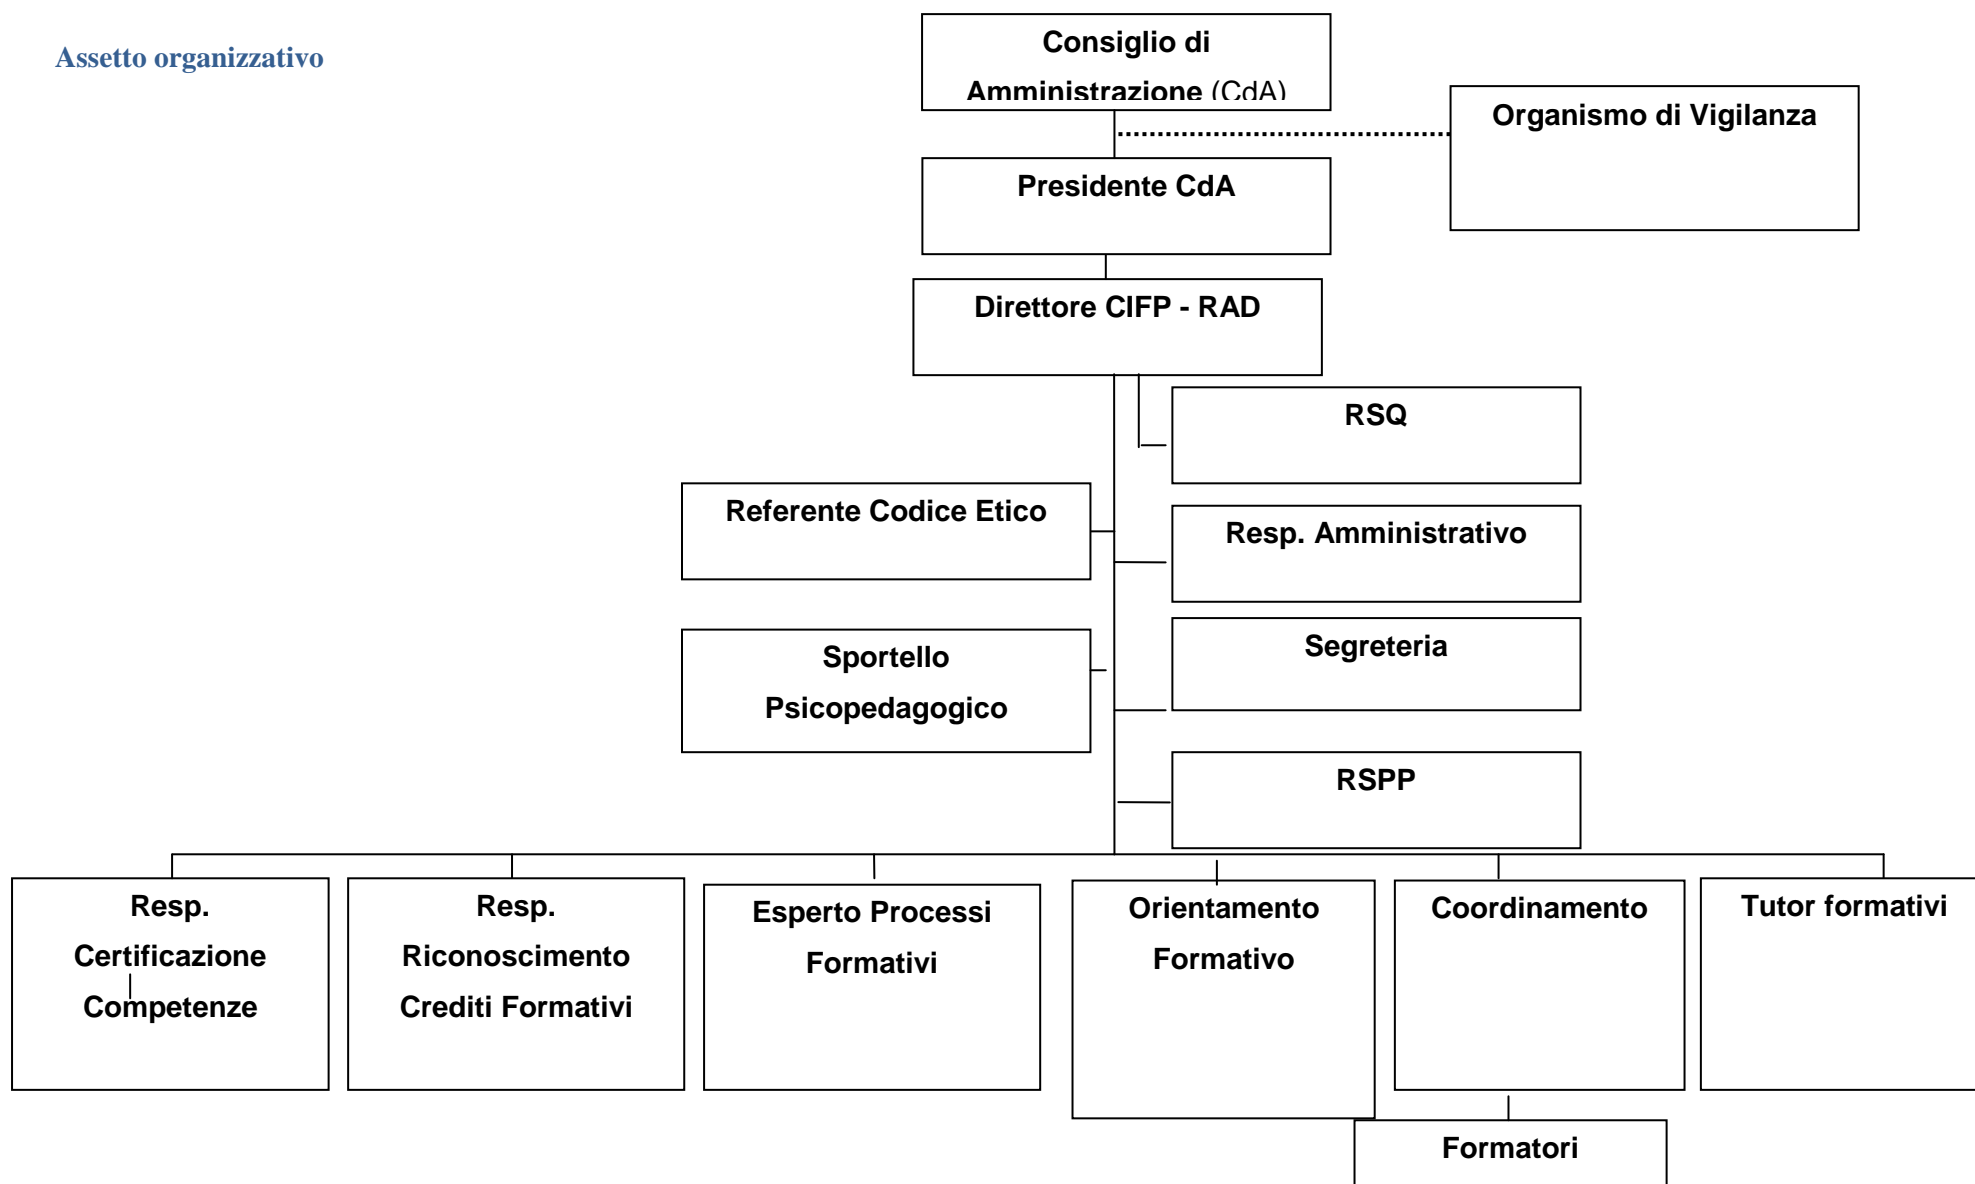 Assetto organizzativo
Consiglio di
Amministrazione (CdA)
Organismo di Vigilanza
Presidente CdA
Direttore CIFP - RAD
RSQ
Referente Codice Etico
Resp. Amministrativo
Segreteria
Sportello
Psicopedagogico
RSPP
Resp.
Certificazione
Competenze
Resp.
Riconoscimento
Crediti Formativi
Esperto Processi
Formativi
Orientamento
Formativo
Coordinamento
Tutor formativi
Formatori